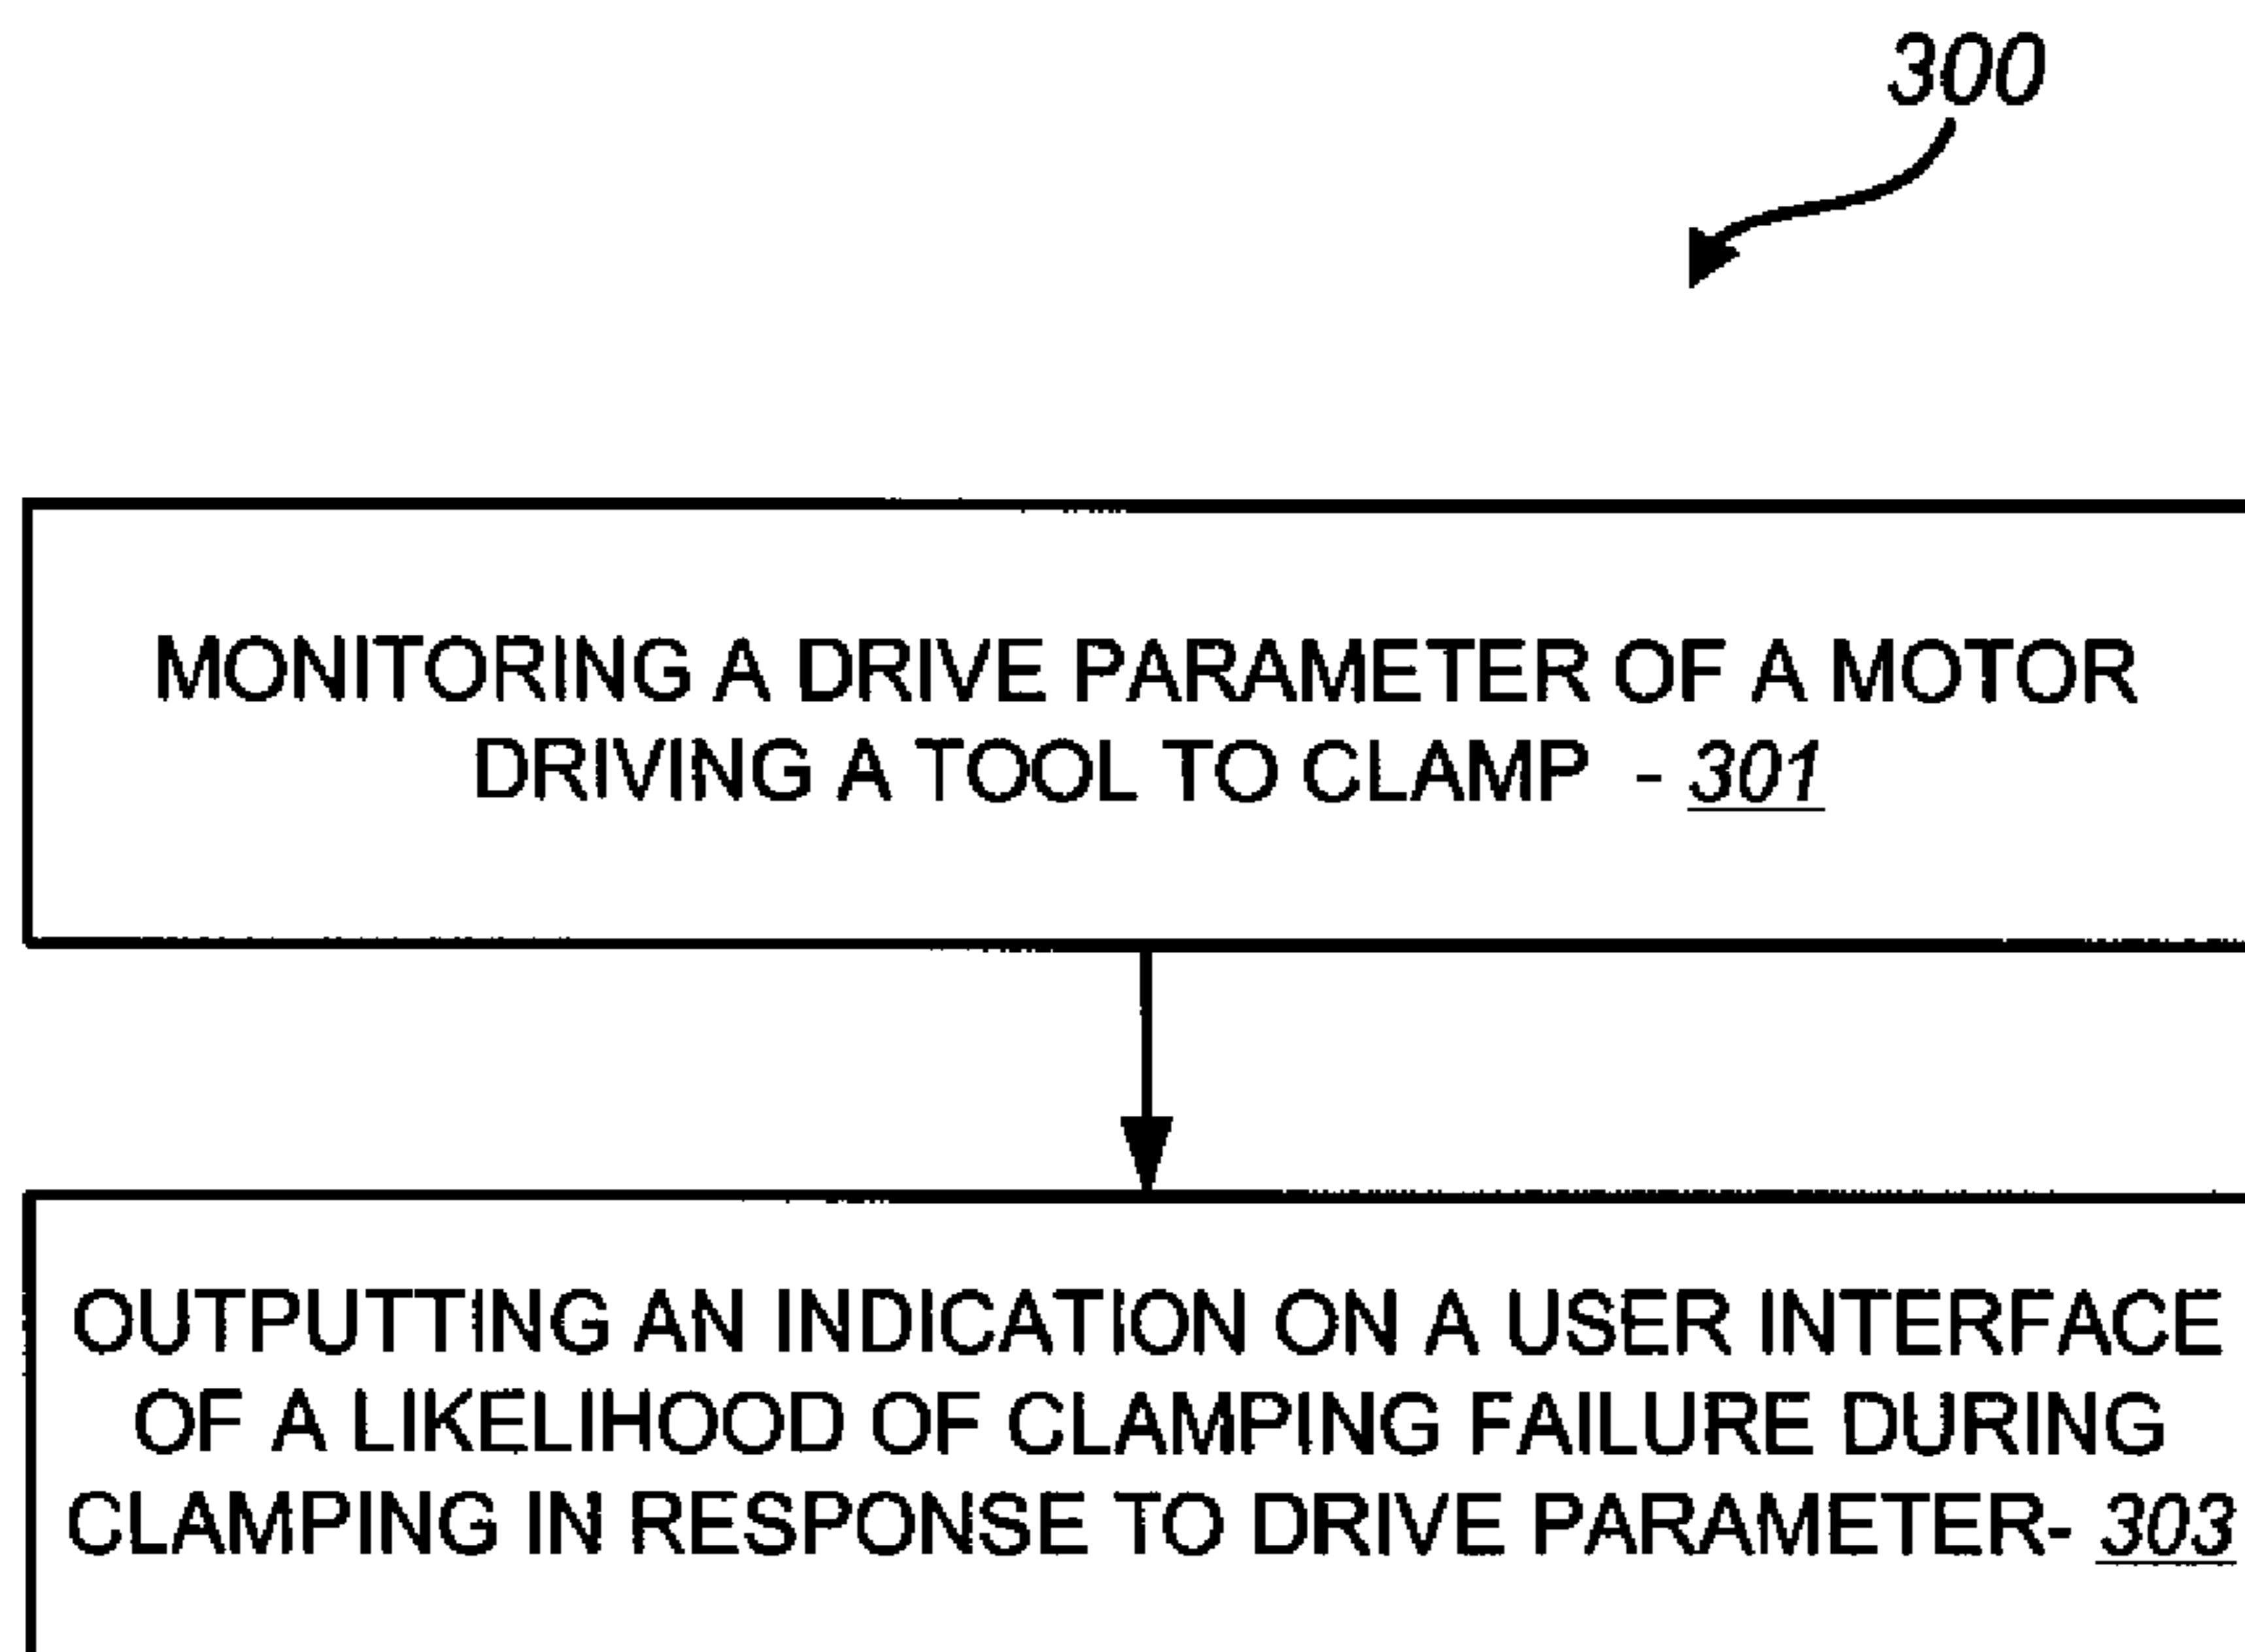 300
MONITORING A DRIVE PARAMETER OF A MOTOR
DRIVING A TOOL TO CLAMP - 301
OUTPUTTING AN INDICATION ON A USER INTERFACE
OF A LIKELIHOOD OF CLAMPING FAILURE DURING
CLAMPING IN RESPONSE TO DRIVE PARAMETER- 303